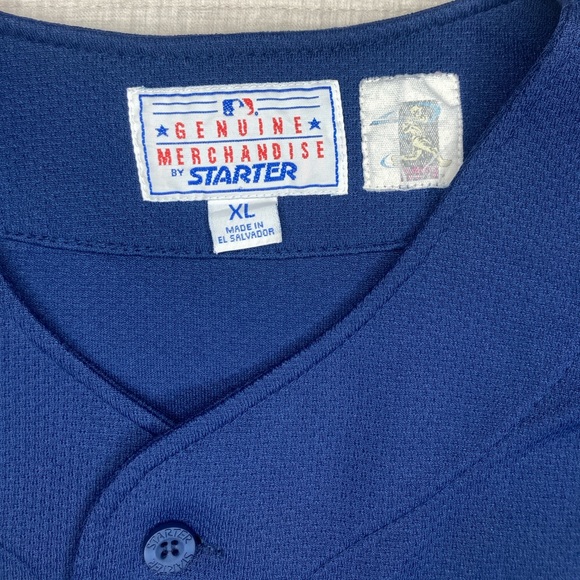 GENUINE
MERCHANDISE
BY STARTER
XL
MADE IN
EL SALVADOR
STARTER